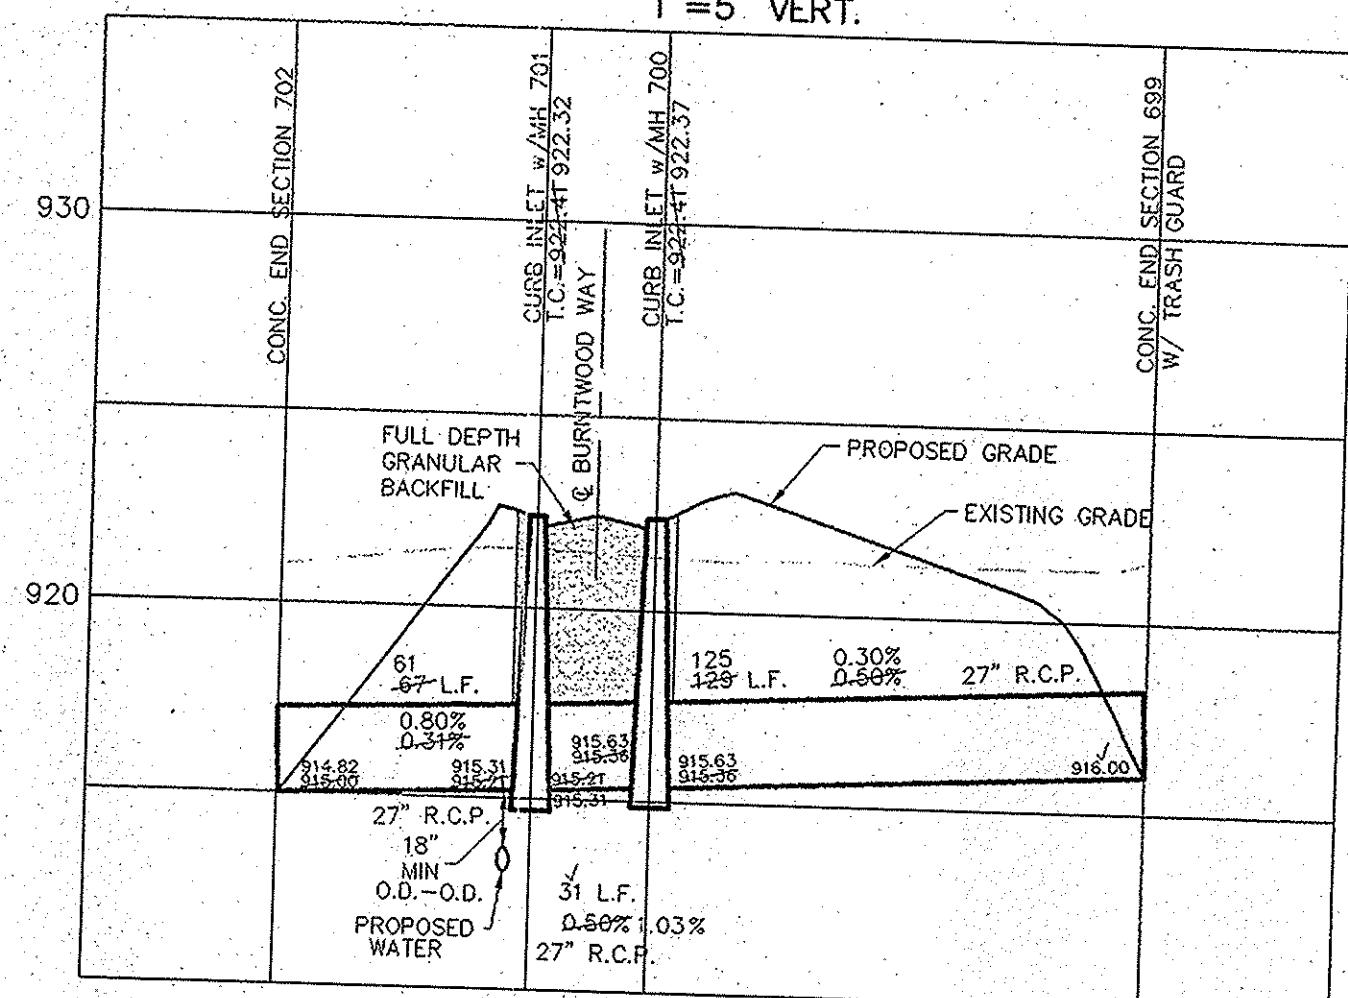 1"=5' VERT.
CONC. END SECTION 702
CURB INLET w/MH 701
T.C.=922.41 922.32
CURB INLET w/MH 700
T.C.=922.41 922.37
CONC. END SECTION 699
W/ TRASH GUARD
930
℄ BURNTWOOD WAY
FULL DEPTH
GRANULAR
BACKFILL
PROPOSED GRADE
EXISTING GRADE
920
61
67 L.F.
0.80%
0.31%
125
129 L.F.
0.30%
0.50%
27" R.C.P.
914.82
915.00
915.31
915.21
915.63
915.36
915.21
915.31
915.63
915.36
916.00
27" R.C.P.
18"
MIN
O.D.-O.D.
PROPOSED
WATER
31 L.F.
0.50% 1.03%
27" R.C.P.